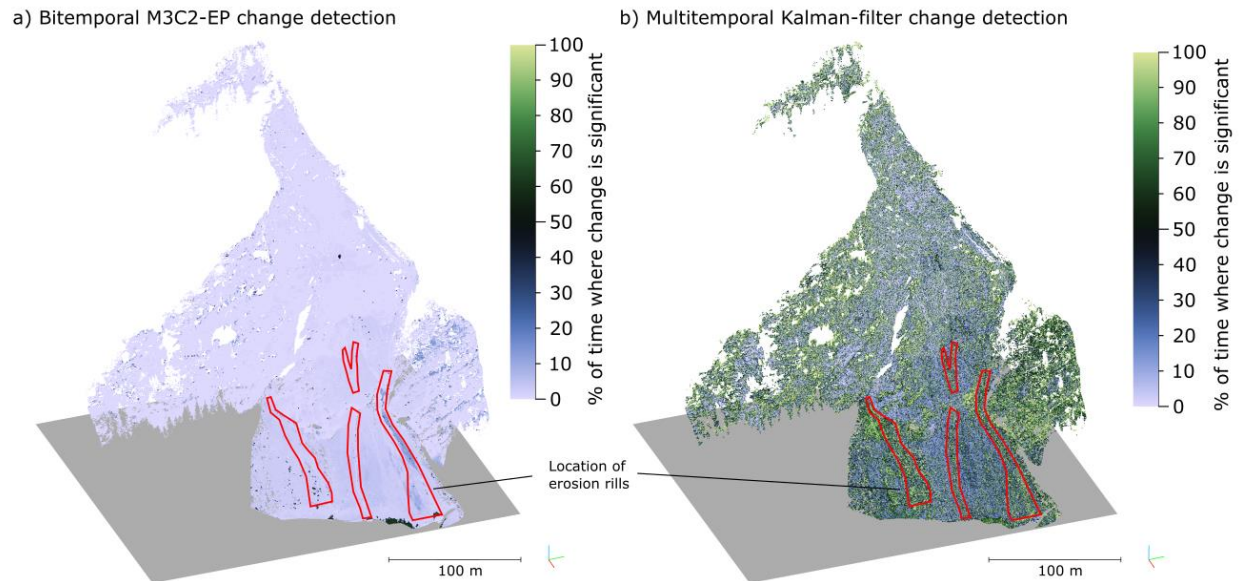 a) Bitemporal M3C2-EP change detection
b) Multitemporal Kalman-filter change detection
100
90
80
70
60
50
40
30
20
10
0
% of time where change is significant
100
90
80
70
60
50
40
30
20
10
0
% of time where change is significant
Location of
erosion rills
100 m
100 m